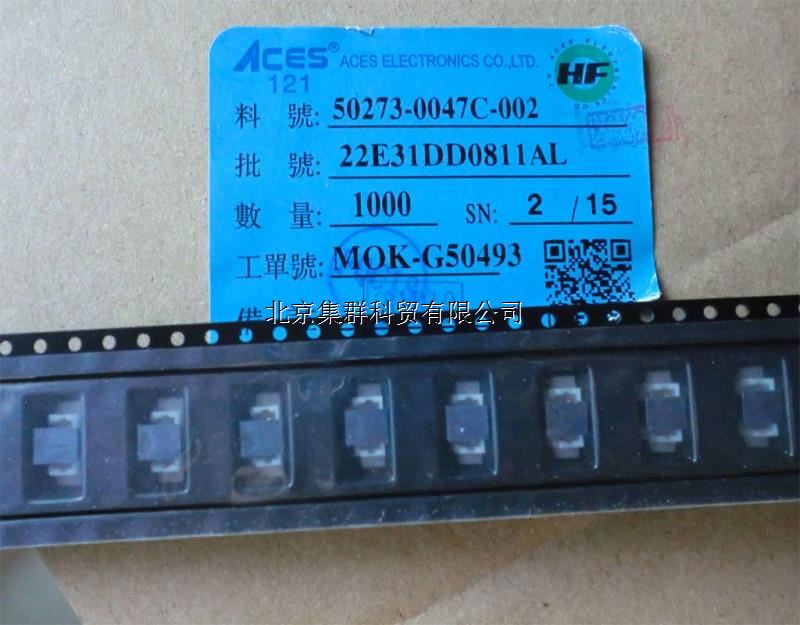 ACES® ACES ELECTRONICS CO.,LTD.
121
HF
料 號: 50273-0047C-002
批 號: 22E31DD0811AL
數 量: 1000 SN: 2 / 15
工單號: MOK-G50493
備
北京集群科贸有限公司